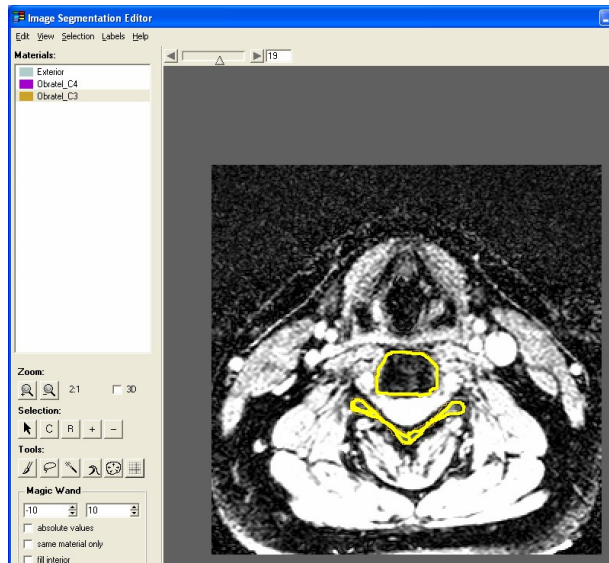 Image Segmentation Editor
Edit View Selection Labels Help
Materials:
19
Exterior
Obratel_C4
Obratel_C3
Zoom:
2:1 3D
Selection:
C R + −
Tools:
Magic Wand
-10 10
absolute values
same material only
fill interior